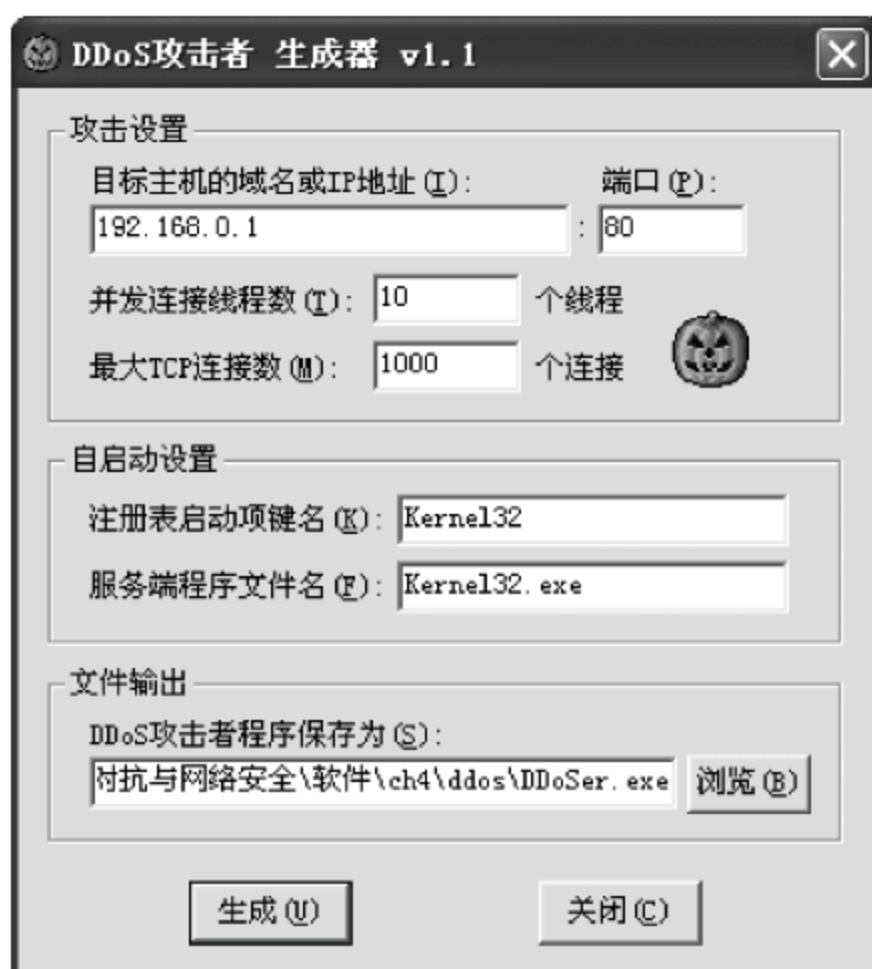 DDoS攻击者 生成器 v1.1
攻击设置
目标主机的域名或IP地址(I): 端口(P):
192.168.0.1 : 80
并发连接线程数(T): 10 个线程
最大TCP连接数(M): 1000 个连接
自启动设置
注册表启动项键名(K): Kernel32
服务端程序文件名(F): Kernel32.exe
文件输出
DDoS攻击者程序保存为(S):
对抗与网络安全\软件\ch4\ddos\DDoSer.exe 浏览(B)
生成(U) 关闭(C)